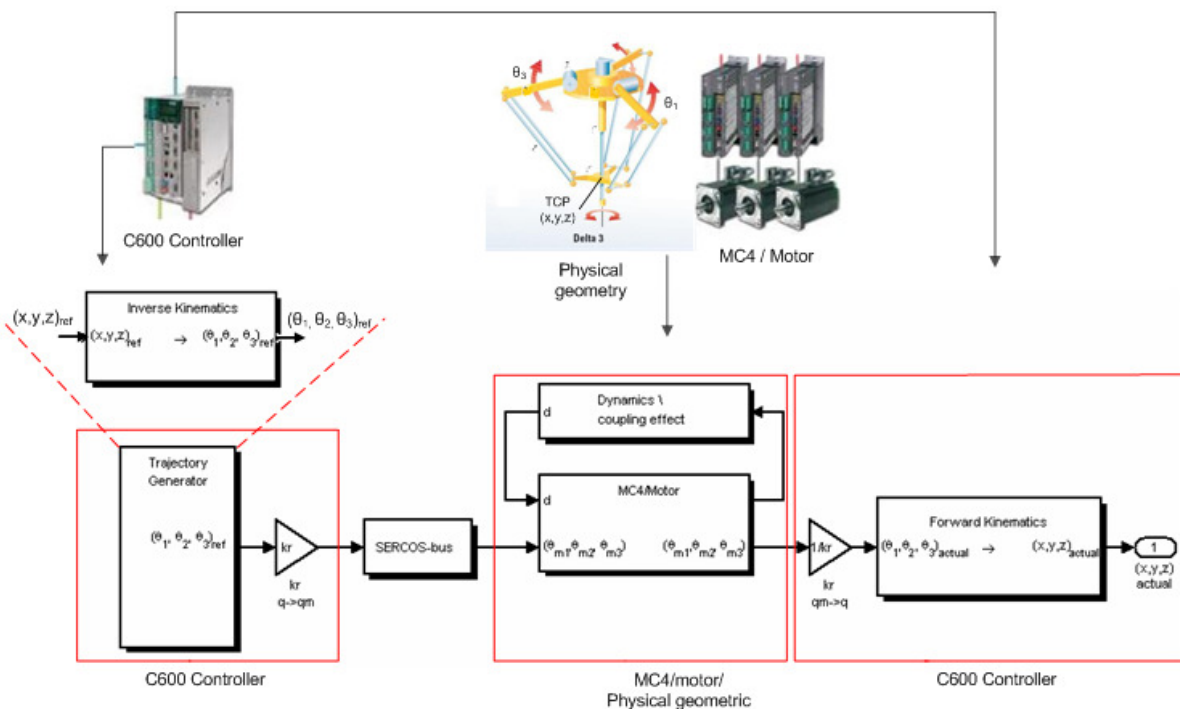 θ3
θ1
TCP
(x,y,z)
Delta 3
C600 Controller
Physical
geometry
MC4 / Motor
(x,y,z)ref
Inverse Kinematics
(x,y,z)ref → (θ1,θ2, θ3)ref
(θ1, θ2, θ3)ref
Trajectory
Generator
(θ1, θ2, θ3)ref
kr
kr
q->qm
SERCOS-bus
d
Dynamics \
coupling effect
d
MC4/Motor
(θm1,θm2, θm3)
(θm1,θm2, θm3)
1/kr
kr
qm->q
Forward Kinematics
(θ1, θ2, θ3)actual → (x,y,z)actual
1
(x,y,z)
actual
C600 Controller
MC4/motor/
Physical geometric
C600 Controller